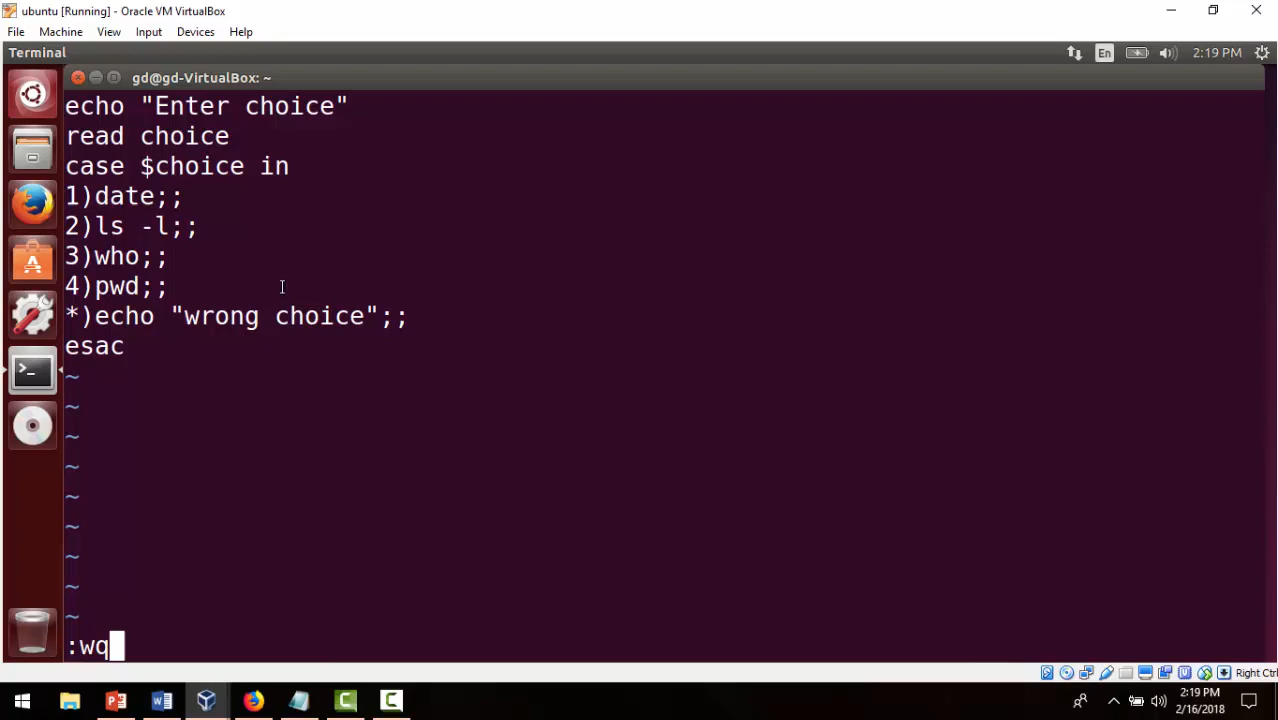 ubuntu [Running] - Oracle VM VirtualBox
File Machine View Input Devices Help
Terminal En 2:19 PM
gd@gd-VirtualBox: ~
echo "Enter choice"
read choice
case $choice in
1)date;;
2)ls -l;;
3)who;;
4)pwd;;
*)echo "wrong choice";;
esac
~
~
~
~
~
~
~
~
~
:wq
Right Ctrl
2:19 PM
2/16/2018